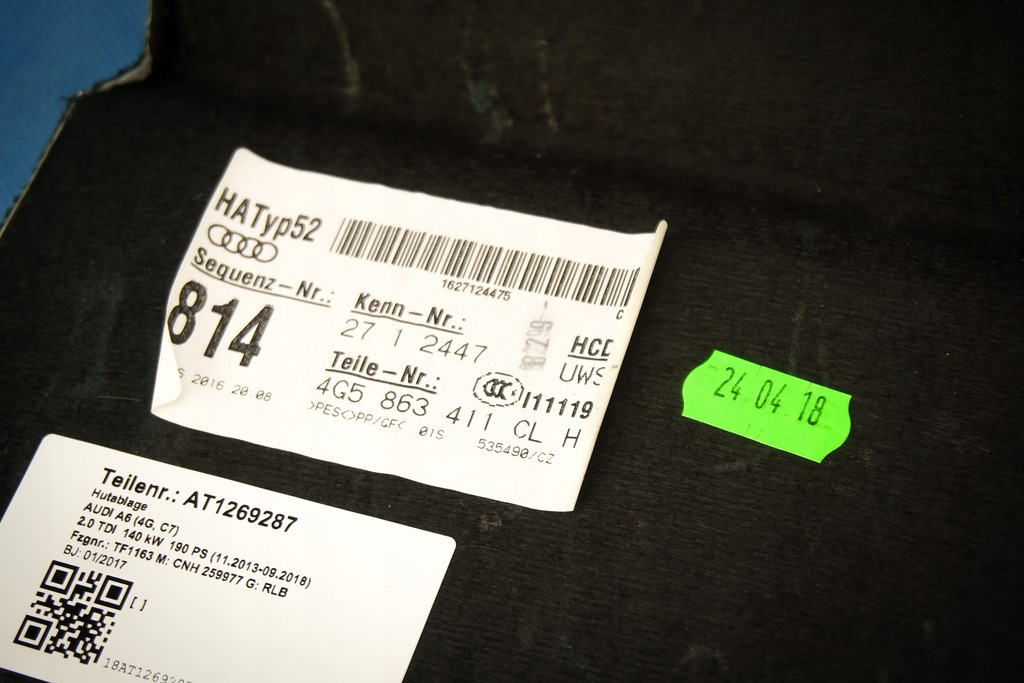 HATyp52
1627124475
C
Sequenz-Nr.:
814
Kenn-Nr.:
27 1 2447
HCD
UWS
Teile-Nr.:
4G5 863 411 CL H
I11119
2016 20:08
>PES<>PP/GF< 01S
535490/CZ
24 04 18
Teilenr.: AT1269287
Hutablage
AUDI A6 (4G, C7)
2.0 TDI 140 kW 190 PS (11.2013-09.2018)
Fzgnr.: TF1163 M: CNH 259977 G: RLB
BJ: 01/2017
[ ]